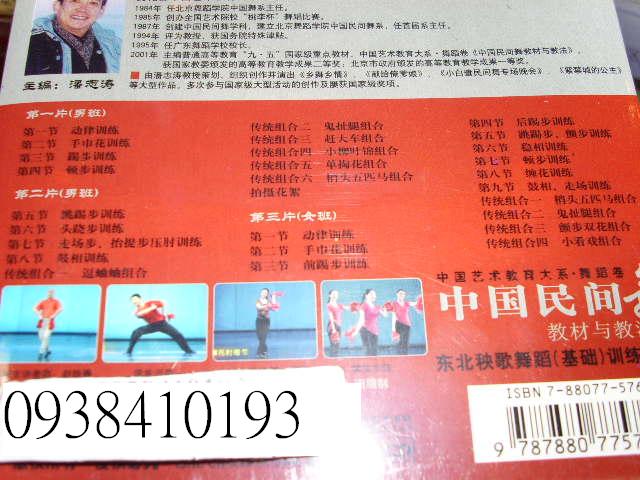 1984年 任北京舞蹈学院中国舞系主任。
1985年 创办全国艺术院校“桃李杯”舞蹈比赛。
1987年 创建中国民间舞学科，建立北京舞蹈学院中国民间舞系，任首届系主任。
1994年 评为教授，获国务院特殊津贴。
1995年 任广东舞蹈学校校长。
2001年 主编普通高等教育“九·五”国家级重点教材，中国艺术教育大系·舞蹈卷《中国民间舞教材与教法》，
获国家教委颁发的高等教育教学成果二等奖；北京市政府颁发的高等教育教学成果一等奖。
由潘志涛教授策划、组织创作并演出《乡舞乡情》、《献给俺爹娘》、《小白鹭民间舞专场晚会》、《紫禁城的公主》
等大型作品，多次参与国家级大型活动的创作及屡获国家级奖项。
主编：潘志涛
第一片(男班)
第一节 动律训练
第二节 手巾花训练
第三节 踢步训练
第四节 顿步训练
第二片(男班)
第五节 跳踢步训练
第六节 头跷步训练
第七节 走场步、抬提步压肘训练
第八节 鼓相训练
传统组合一 逗蛐蛐组合
传统组合二 鬼扯腿组合
传统组合三 赶大车组合
传统组合四 小柳叶锦组合
传统组合五 单掏花组合
传统组合六 梢头五匹马组合
拍摄花絮
第三片(女班)
第一节 动律训练
第二节 手巾花训练
第三节 前踢步训练
第四节 后踢步训练
第五节 跳踢步、颤步训练
第六节 稳相训练
第七节 顿步训练
第八节 缠花训练
第九节 鼓相、走场训练
传统组合一 梢头五匹马组合
传统组合二 鬼扯腿组合
传统组合三 颤步双花组合
传统组合四 小看戏组合
中国艺术教育大系·舞蹈卷
中国民间
教材与教
东北秧歌舞蹈(基础)训练
ISBN 7-88077-57
9 787880 7757
0938410193